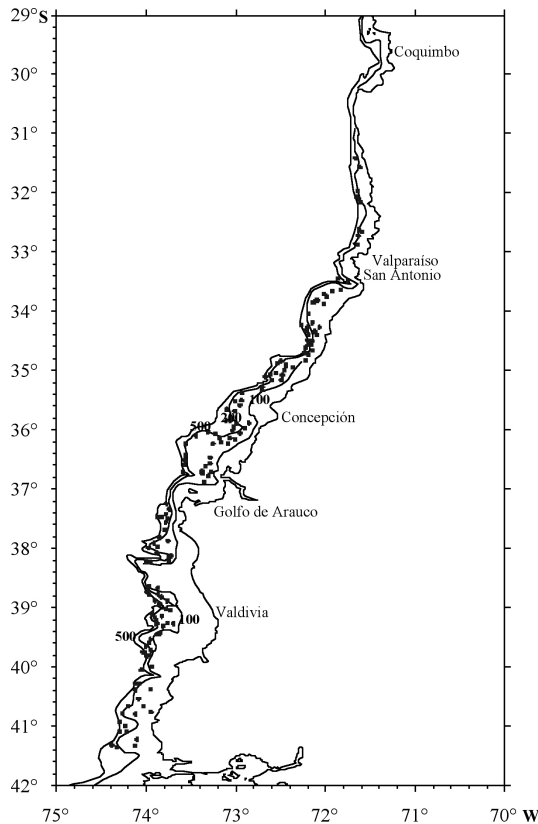 29° S
Coquimbo
30°
31°
32°
33°
Valparaíso
San Antonio
34°
35°
100
200
500
Concepción
36°
37°
Golfo de Arauco
38°
39°
100
Valdivia
500
40°
41°
42°
75° 74° 73° 72° 71° 70° W